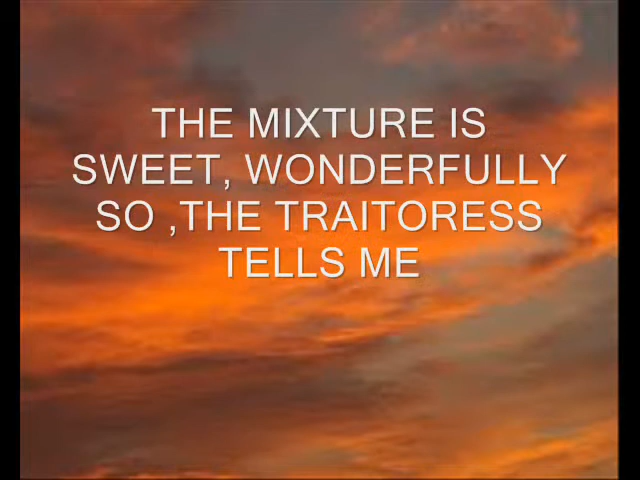 THE MIXTURE IS
SWEET, WONDERFULLY
SO ,THE TRAITORESS
TELLS ME